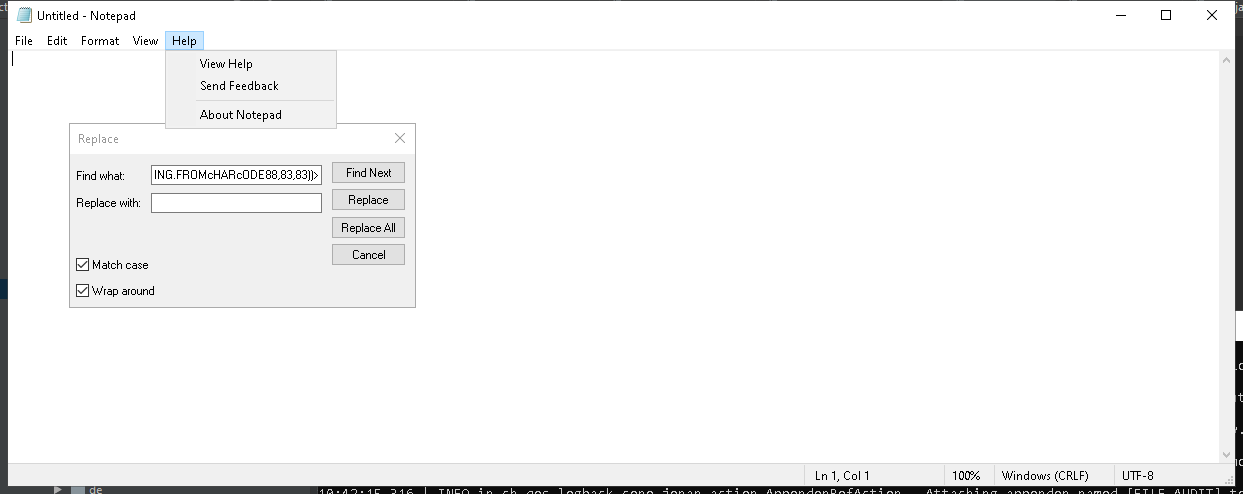 Untitled - Notepad
File Edit Format View Help
View Help
Send Feedback
About Notepad
Replace
Find what: ING.FROMcHARcODE88,83,83))> Find Next
Replace with: Replace
Replace All
Cancel
Match case
Wrap around
Ln 1, Col 1 100% Windows (CRLF) UTF-8
de
10:42:15,316 | INFO in ch.qos.logback.core.joran.action.AppenderRefAction - Attaching appender named [FILE_AUDIT] t